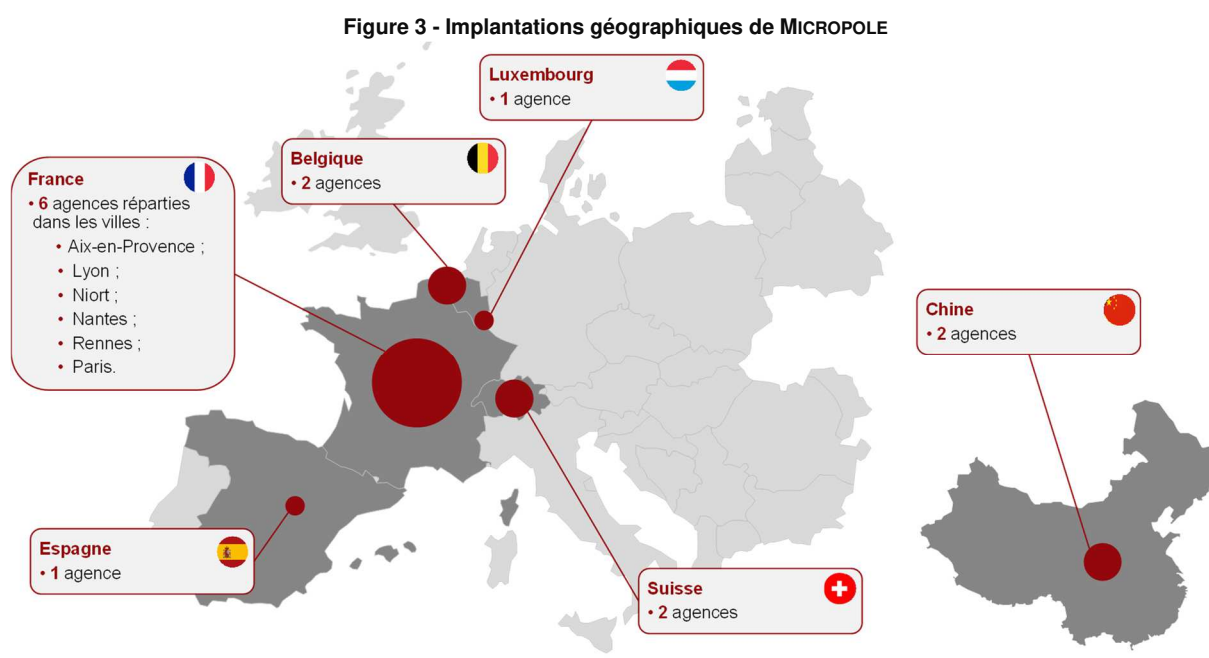 Figure 3 - Implantations géographiques de MICROPOLE
Luxembourg
• 1 agence
Belgique
• 2 agences
France
• 6 agences réparties
dans les villes :
• Aix-en-Provence ;
• Lyon ;
• Niort ;
• Nantes ;
• Rennes ;
• Paris.
Chine
• 2 agences
Espagne
• 1 agence
Suisse
• 2 agences